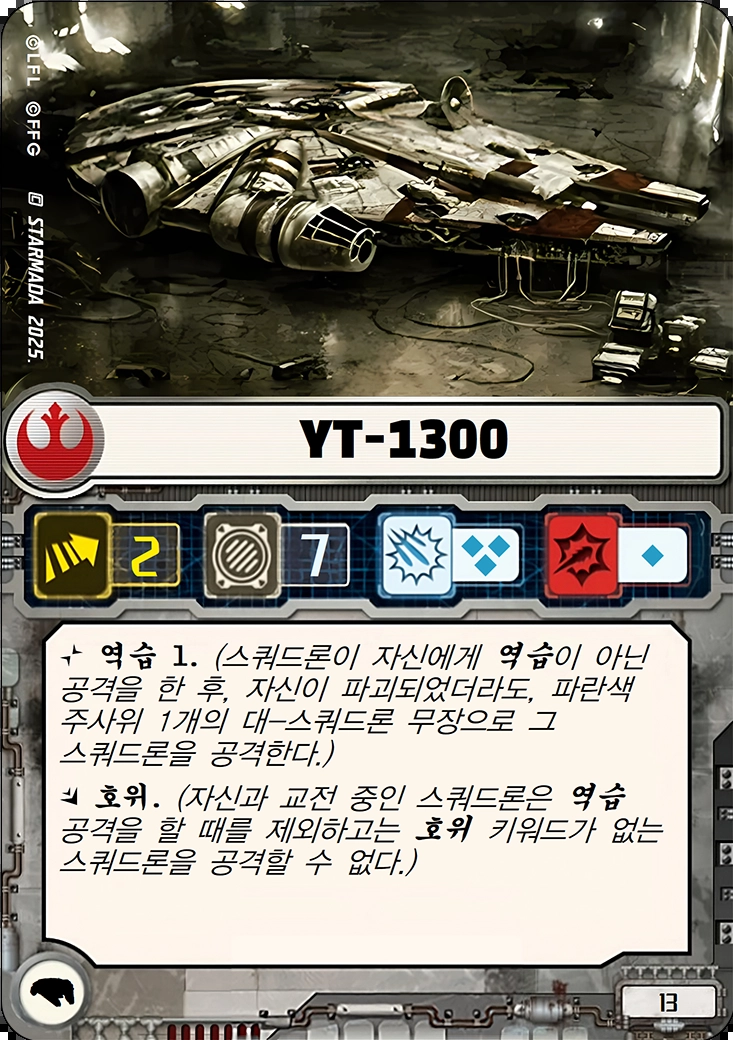 ©LFL ©FFG
STARMADA 2025.
YT-1300
2
7
역습 1. (스쿼드론이 자신에게 역습이 아닌
공격을 한 후, 자신이 파괴되었더라도, 파란색
주사위 1개의 대-스쿼드론 무장으로 그
스쿼드론을 공격한다.)
호위. (자신과 교전 중인 스쿼드론은 역습
공격을 할 때를 제외하고는 호위 키워드가 없는
스쿼드론을 공격할 수 없다.)
13